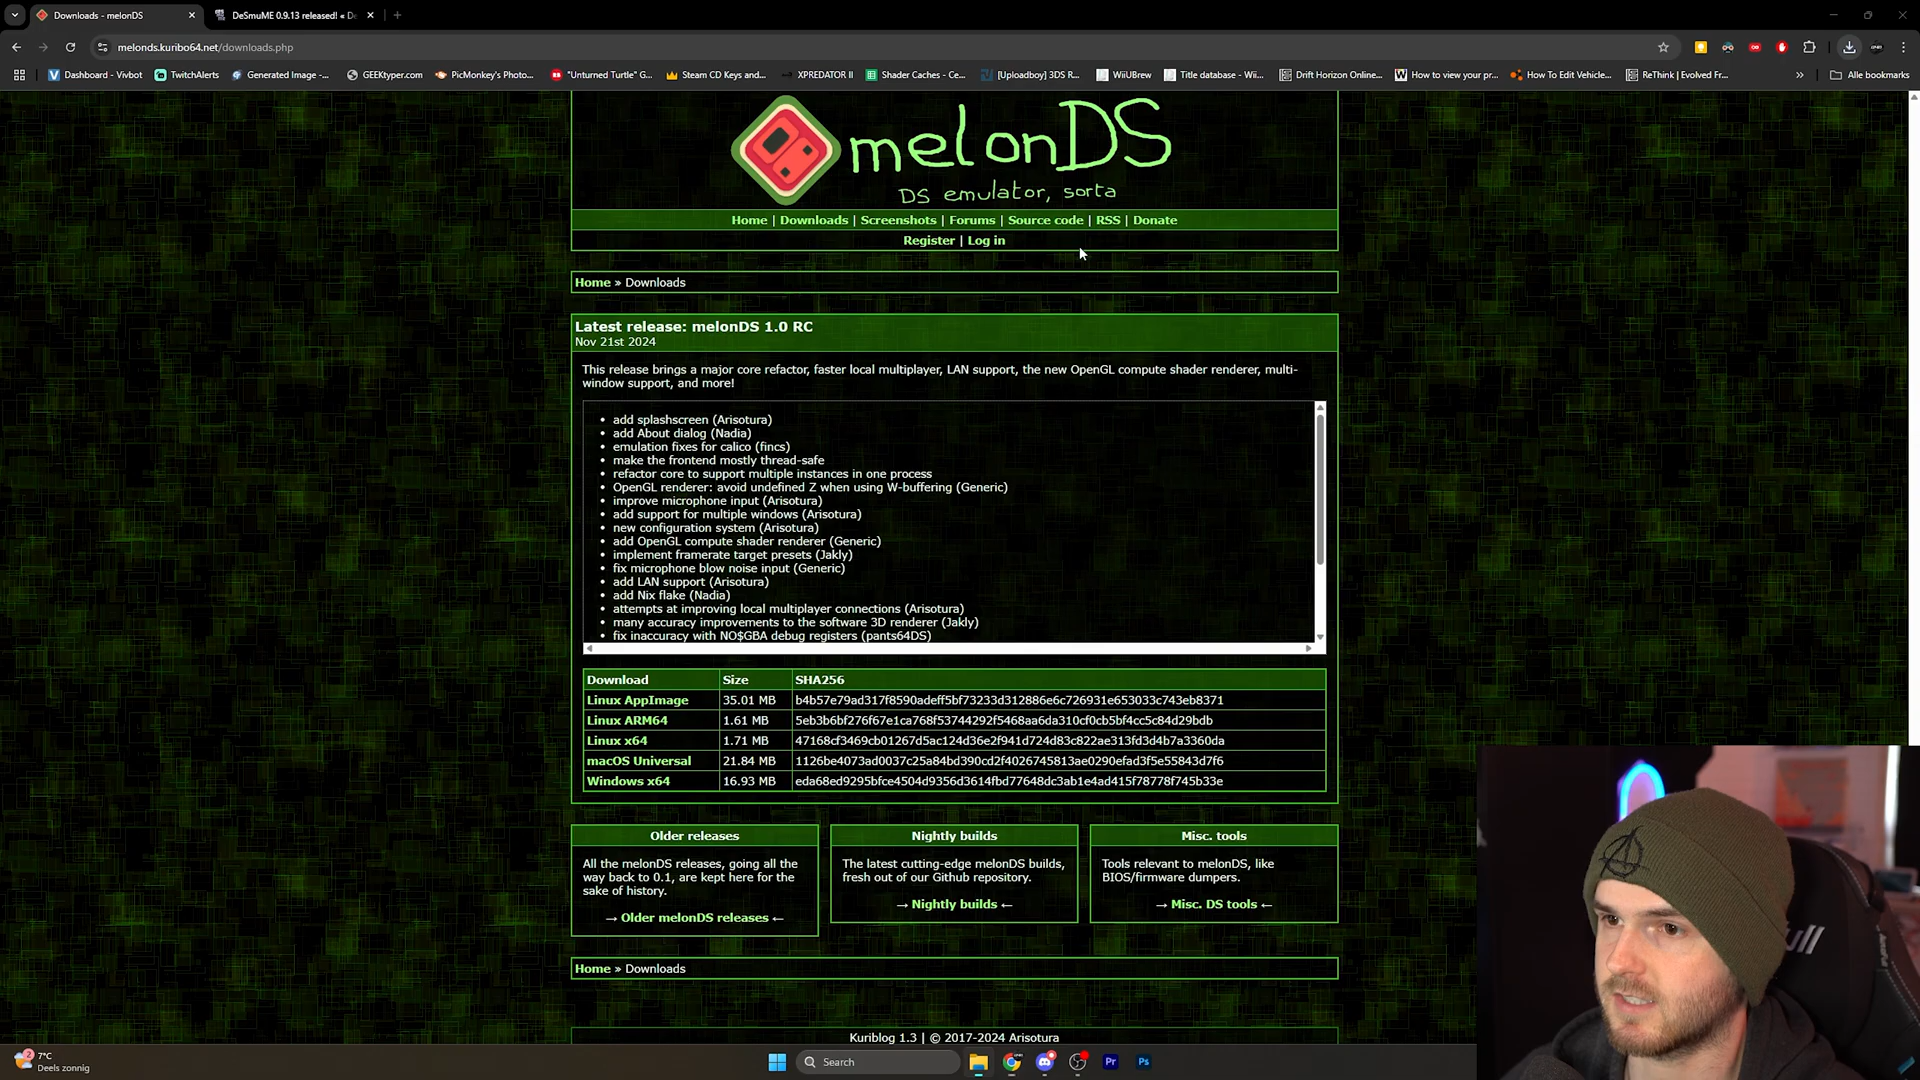 Downloads - melonDS
DeSmuME 0.9.13 released! « De
melonds.kuribo64.net/downloads.php
Dashboard - Vivbot
TwitchAlerts
Generated Image -...
GEEKtyper.com
PicMonkey's Photo...
"Unturned Turtle" G...
Steam CD Keys and...
XPREDATOR II
Shader Caches - Ce...
[Uploadboy] 3DS R...
WiiUBrew
Title database - Wii...
Drift Horizon Online...
How to view your pr...
How To Edit Vehicle...
ReThink | Evolved Fr...
Alle bookmarks
melonDS
DS emulator, sorta
Home | Downloads | Screenshots | Forums | Source code | RSS | Donate
Register | Log in
Home » Downloads
Latest release: melonDS 1.0 RC
Nov 21st 2024
This release brings a major core refactor, faster local multiplayer, LAN support, the new OpenGL compute shader renderer, multi-
window support, and more!
• add splashscreen (Arisotura)
• add About dialog (Nadia)
• emulation fixes for calico (fincs)
• make the frontend mostly thread-safe
• refactor core to support multiple instances in one process
• OpenGL renderer: avoid undefined Z when using W-buffering (Generic)
• improve microphone input (Arisotura)
• add support for multiple windows (Arisotura)
• new configuration system (Arisotura)
• add OpenGL compute shader renderer (Generic)
• implement framerate target presets (Jakly)
• fix microphone blow noise input (Generic)
• add LAN support (Arisotura)
• add Nix flake (Nadia)
• attempts at improving local multiplayer connections (Arisotura)
• many accuracy improvements to the software 3D renderer (Jakly)
• fix inaccuracy with NO$GBA debug registers (pants64DS)
Download Size SHA256
Linux AppImage 35.01 MB b4b57e79ad317f8590adeff5bf73233d312886e6c726931e653033c743eb8371
Linux ARM64 1.61 MB 5eb3b6bf276f67e1ca768f53744292f5468aa6da310cf0cb5bf4cc5c84d29bdb
Linux x64 1.71 MB 47168cf3469cb01267d5ac124d36e2f941d724d83c822ae313fd3d4b7a3360da
macOS Universal 21.84 MB 1126be4073ad0037c25a84bd390cd2f4026745813ae0290efad3f5e55843d7f6
Windows x64 16.93 MB eda68ed9295bfce4504d9356d3614fbd77648dc3ab1e4ad415f78778f745b33e
Older releases
All the melonDS releases, going all the
way back to 0.1, are kept here for the
sake of history.
→ Older melonDS releases ←
Nightly builds
The latest cutting-edge melonDS builds,
fresh out of our Github repository.
→ Nightly builds ←
Misc. tools
Tools relevant to melonDS, like
BIOS/firmware dumpers.
→ Misc. DS tools ←
Home » Downloads
Kuriblog 1.3 | © 2017-2024 Arisotura
2
7°C
Deels zonnig
Search
Pr
Ps